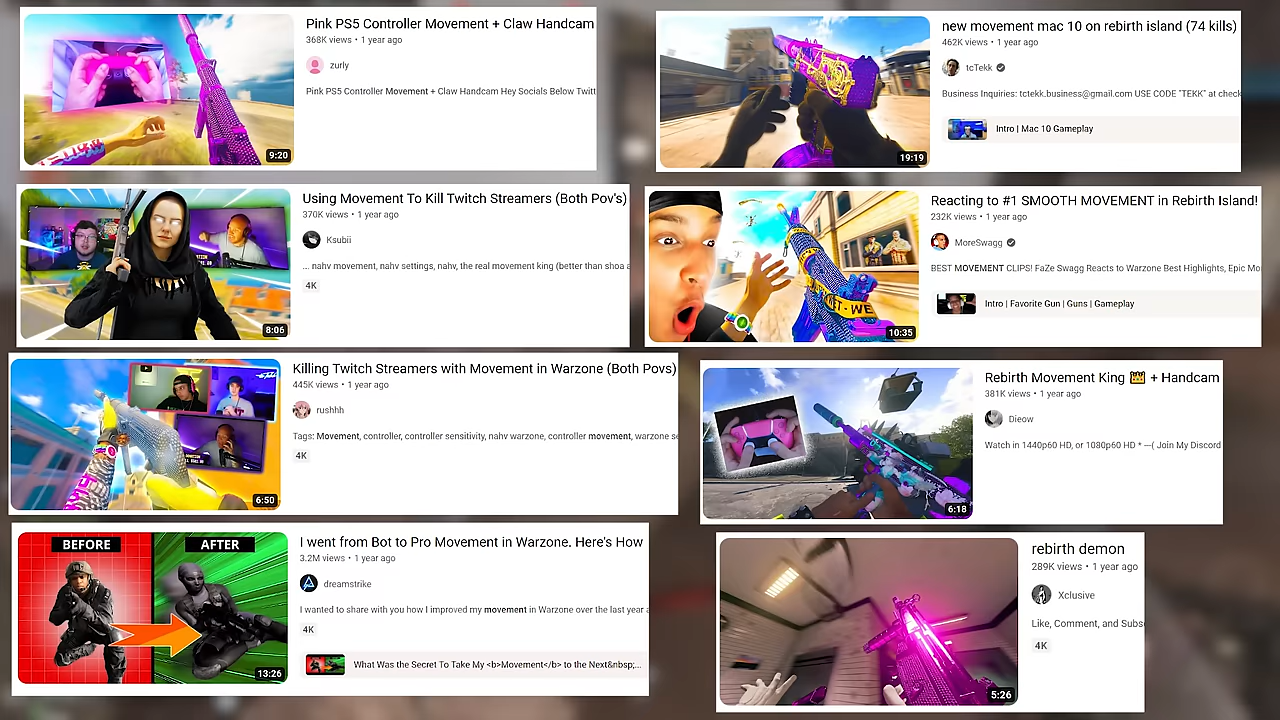 Pink PS5 Controller Movement + Claw Handcam
368K views • 1 year ago
zurly
Pink PS5 Controller Movement + Claw Handcam Hey Socials Below Twitt
9:20
new movement mac 10 on rebirth island (74 kills)
462K views • 1 year ago
tcTekk
Business Inquiries: tctekk.business@gmail.com USE CODE "TEKK" at check
Intro | Mac 10 Gameplay
19:19
Using Movement To Kill Twitch Streamers (Both Pov's)
370K views • 1 year ago
Ksubii
... nahv movement, nahv settings, nahv, the real movement king (better than shoa a
4K
8:06
Reacting to #1 SMOOTH MOVEMENT in Rebirth Island!
232K views • 1 year ago
MoreSwagg
BEST MOVEMENT CLIPS! FaZe Swagg Reacts to Warzone Best Highlights, Epic Mo
Intro | Favorite Gun | Guns | Gameplay
10:35
Killing Twitch Streamers with Movement in Warzone (Both Povs)
445K views • 1 year ago
rushhh
Tags: Movement, controller, controller sensitivity, nahv warzone, controller movement, warzone se
4K
6:50
Rebirth Movement King 👑 + Handcam
381K views • 1 year ago
Dieow
Watch in 1440p60 HD, or 1080p60 HD * —( Join My Discord
6:18
BEFORE
AFTER
I went from Bot to Pro Movement in Warzone. Here's How
3.2M views • 1 year ago
dreamstrike
I wanted to share with you how I improved my movement in Warzone over the last year a
4K
What Was the Secret To Take My <b>Movement</b> to the Next&nbsp;...
13:26
rebirth demon
289K views • 1 year ago
Xclusive
Like, Comment, and Subs
4K
5:26